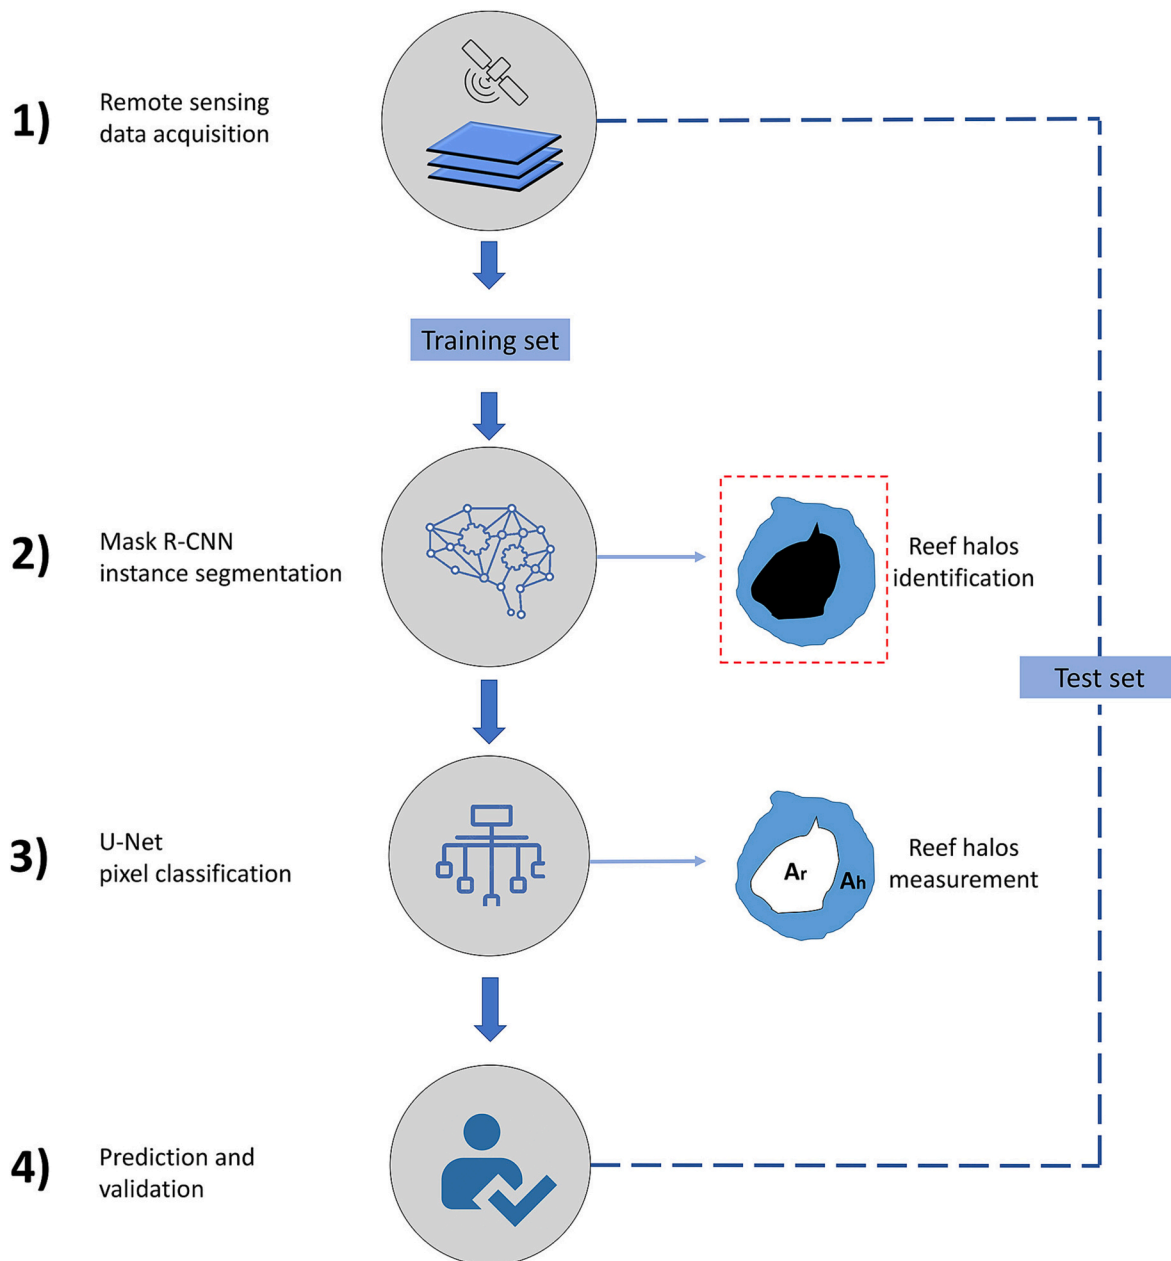 1)
Remote sensing
data acquisition
Training set
2)
Mask R-CNN
instance segmentation
Reef halos
identification
Test set
3)
U-Net
pixel classification
Ar
Ah
Reef halos
measurement
4)
Prediction and
validation